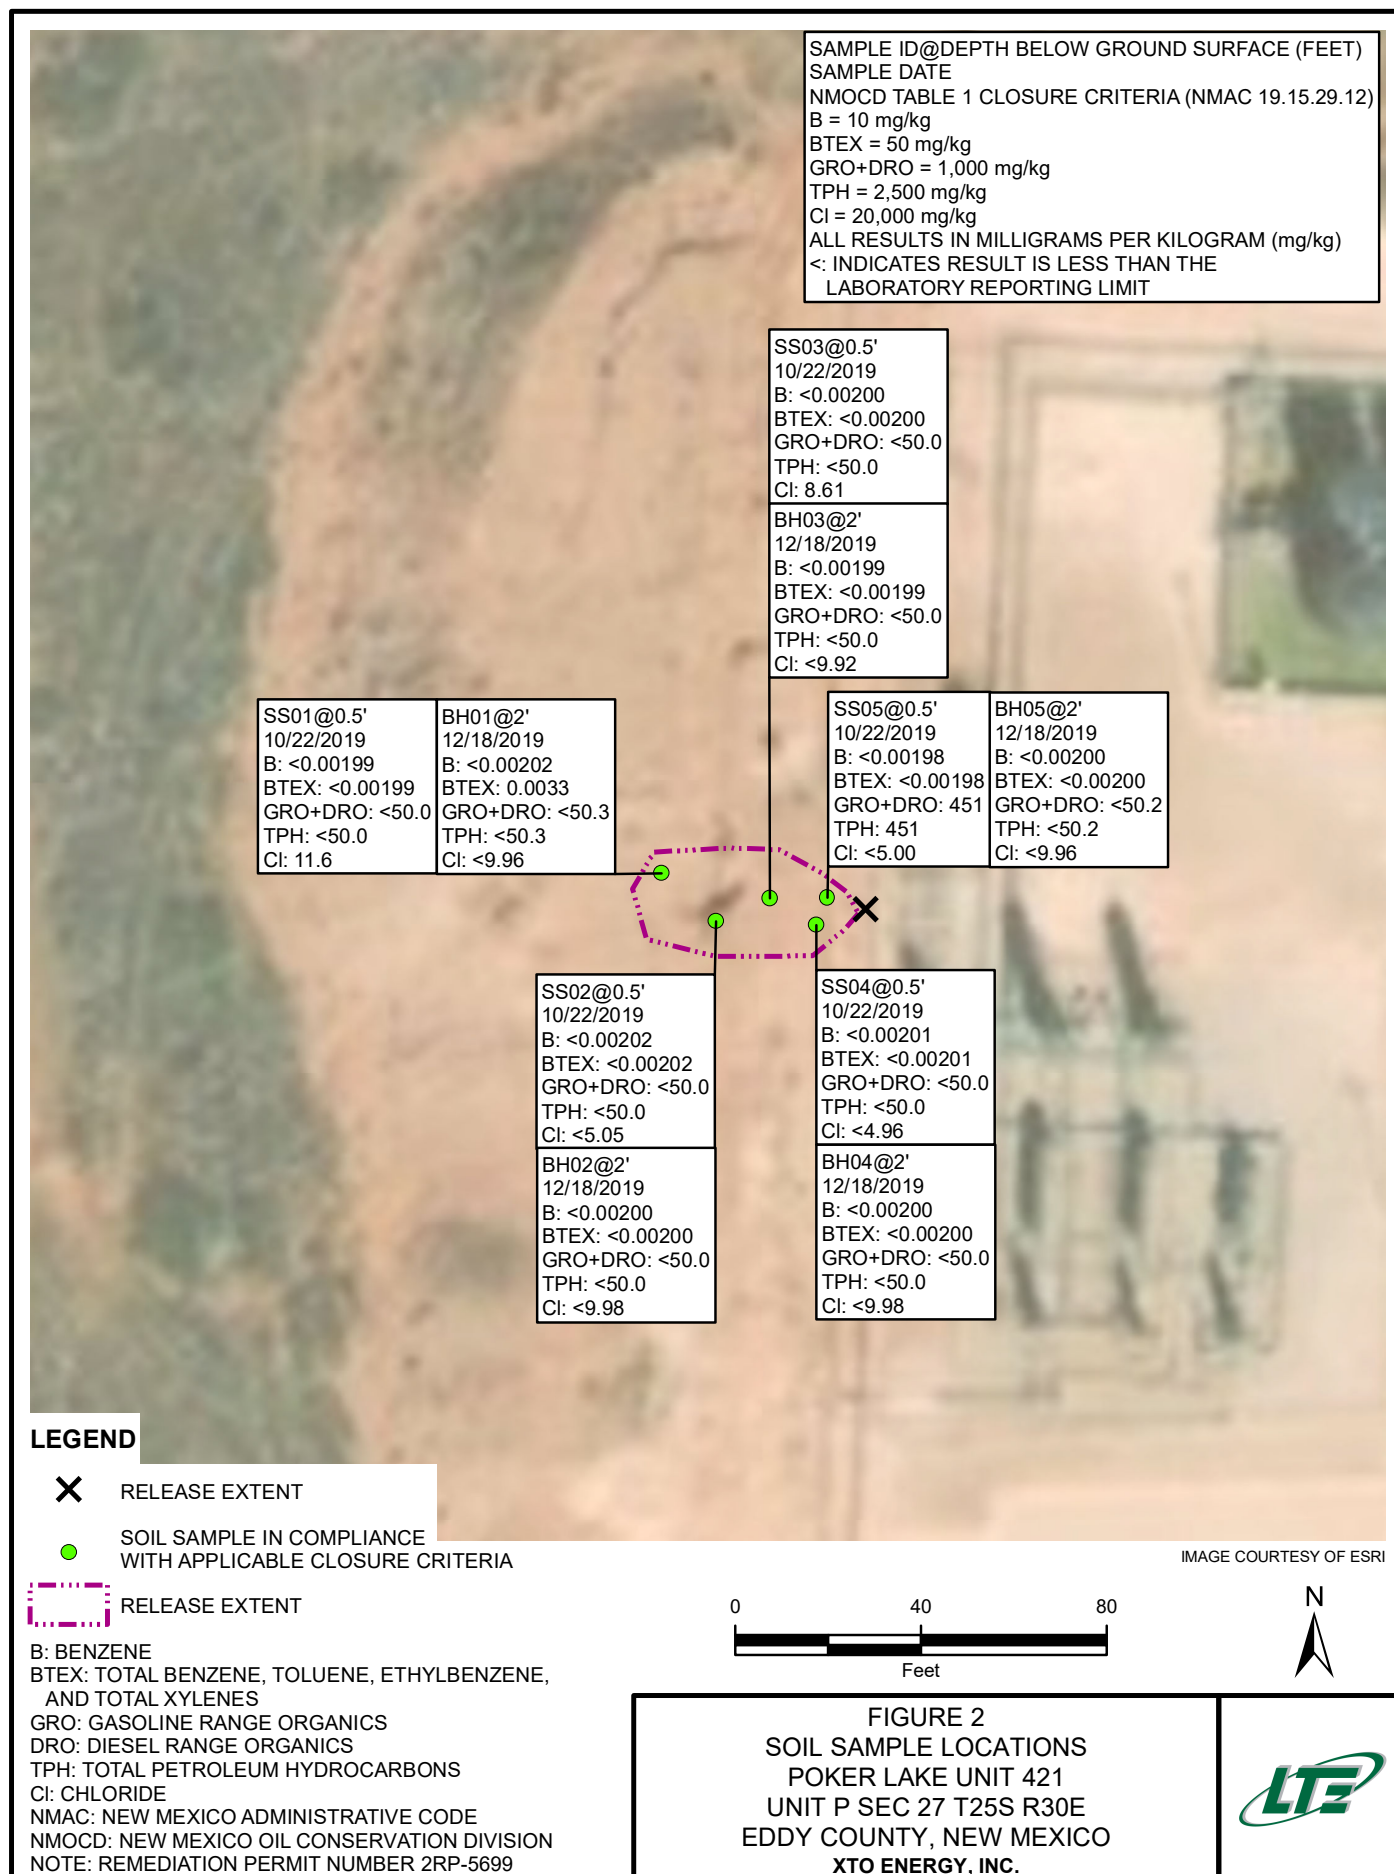 SAMPLE ID@DEPTH BELOW GROUND SURFACE (FEET)
SAMPLE DATE
NMOCD TABLE 1 CLOSURE CRITERIA (NMAC 19.15.29.12)
B = 10 mg/kg
BTEX = 50 mg/kg
GRO+DRO = 1,000 mg/kg
TPH = 2,500 mg/kg
Cl = 20,000 mg/kg
ALL RESULTS IN MILLIGRAMS PER KILOGRAM (mg/kg)
<: INDICATES RESULT IS LESS THAN THE
LABORATORY REPORTING LIMIT
SS03@0.5'
10/22/2019
B: <0.00200
BTEX: <0.00200
GRO+DRO: <50.0
TPH: <50.0
Cl: 8.61
BH03@2'
12/18/2019
B: <0.00199
BTEX: <0.00199
GRO+DRO: <50.0
TPH: <50.0
Cl: <9.92
SS01@0.5'
10/22/2019
B: <0.00199
BTEX: <0.00199
GRO+DRO: <50.0
TPH: <50.0
Cl: 11.6
BH01@2'
12/18/2019
B: <0.00202
BTEX: 0.0033
GRO+DRO: <50.3
TPH: <50.3
Cl: <9.96
SS05@0.5'
10/22/2019
B: <0.00198
BTEX: <0.00198
GRO+DRO: 451
TPH: 451
Cl: <5.00
BH05@2'
12/18/2019
B: <0.00200
BTEX: <0.00200
GRO+DRO: <50.2
TPH: <50.2
Cl: <9.96
SS02@0.5'
10/22/2019
B: <0.00202
BTEX: <0.00202
GRO+DRO: <50.0
TPH: <50.0
Cl: <5.05
BH02@2'
12/18/2019
B: <0.00200
BTEX: <0.00200
GRO+DRO: <50.0
TPH: <50.0
Cl: <9.98
SS04@0.5'
10/22/2019
B: <0.00201
BTEX: <0.00201
GRO+DRO: <50.0
TPH: <50.0
Cl: <4.96
BH04@2'
12/18/2019
B: <0.00200
BTEX: <0.00200
GRO+DRO: <50.0
TPH: <50.0
Cl: <9.98
LEGEND
RELEASE EXTENT
SOIL SAMPLE IN COMPLIANCE
WITH APPLICABLE CLOSURE CRITERIA
RELEASE EXTENT
B: BENZENE
BTEX: TOTAL BENZENE, TOLUENE, ETHYLBENZENE,
AND TOTAL XYLENES
GRO: GASOLINE RANGE ORGANICS
DRO: DIESEL RANGE ORGANICS
TPH: TOTAL PETROLEUM HYDROCARBONS
Cl: CHLORIDE
NMAC: NEW MEXICO ADMINISTRATIVE CODE
NMOCD: NEW MEXICO OIL CONSERVATION DIVISION
NOTE: REMEDIATION PERMIT NUMBER 2RP-5699
IMAGE COURTESY OF ESRI
0 40 80
Feet
N
FIGURE 2
SOIL SAMPLE LOCATIONS
POKER LAKE UNIT 421
UNIT P SEC 27 T25S R30E
EDDY COUNTY, NEW MEXICO
XTO ENERGY, INC.
LTE